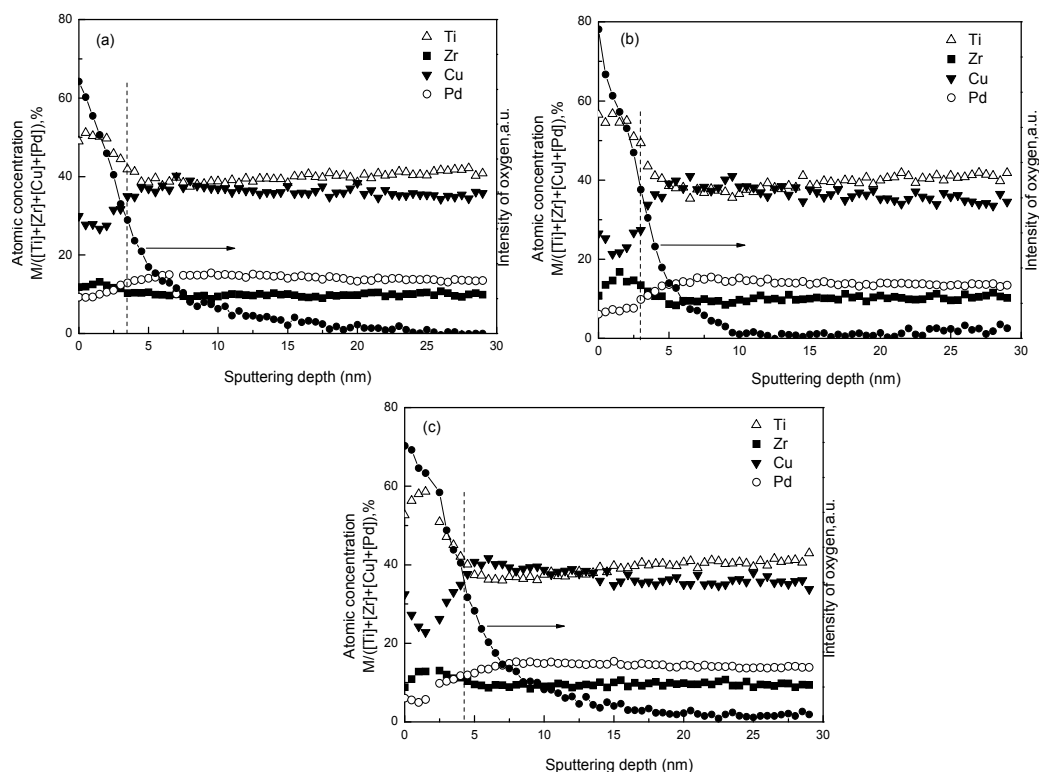 (a)
Ti
Zr
Cu
Pd
80
60
40
20
0
0 5 10 15 20 25 30
Atomic concentration
M/([Ti]+[Zr]+[Cu]+[Pd]),%
Intensity of oxygen,a.u.
Sputtering depth (nm)
(b)
Ti
Zr
Cu
Pd
80
60
40
20
0
0 5 10 15 20 25 30
Atomic concentration
M/([Ti]+[Zr]+[Cu]+[Pd]),%
Intensity of oxygen,a.u.
Sputtering depth (nm)
(c)
Ti
Zr
Cu
Pd
80
60
40
20
0
0 5 10 15 20 25 30
Atomic concentration
M/([Ti]+[Zr]+[Cu]+[Pd]),%
Intensity of oxygen,a.u.
Sputtering depth (nm)